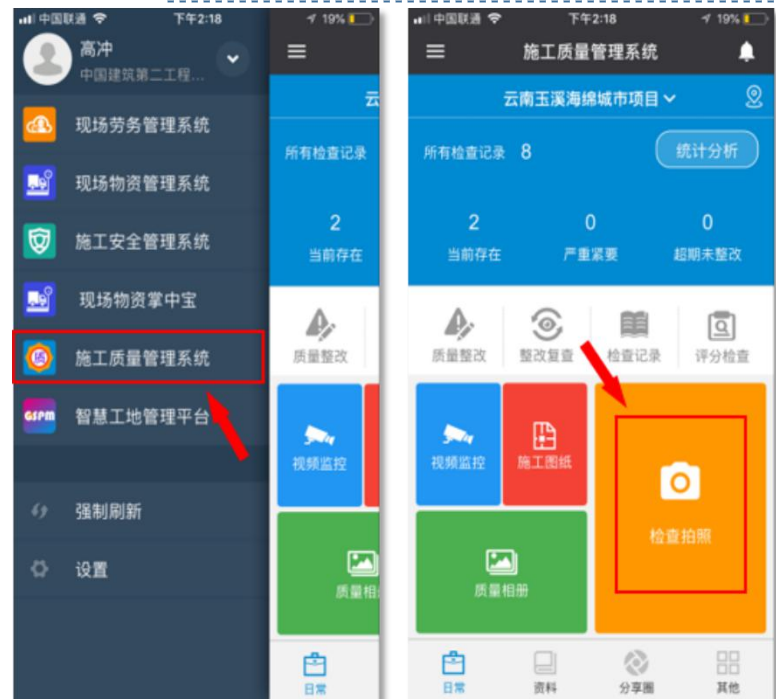 中国联通 下午2:18 19%
高冲
中国建筑第二工程...
现场劳务管理系统
现场物资管理系统
施工安全管理系统
现场物资掌中宝
施工质量管理系统
GSPM 智慧工地管理平台
强制刷新
设置
云
所有检查记录
2
当前存在
质量整改
视频监控
质量相
日常
中国联通 下午2:18 19%
施工质量管理系统
云南玉溪海绵城市项目
所有检查记录 8 统计分析
2 0 0
当前存在 严重紧要 超期未整改
质量整改 整改复查 检查记录 评分检查
视频监控 施工图纸
检查拍照
质量相册
日常 资料 分享圈 其他